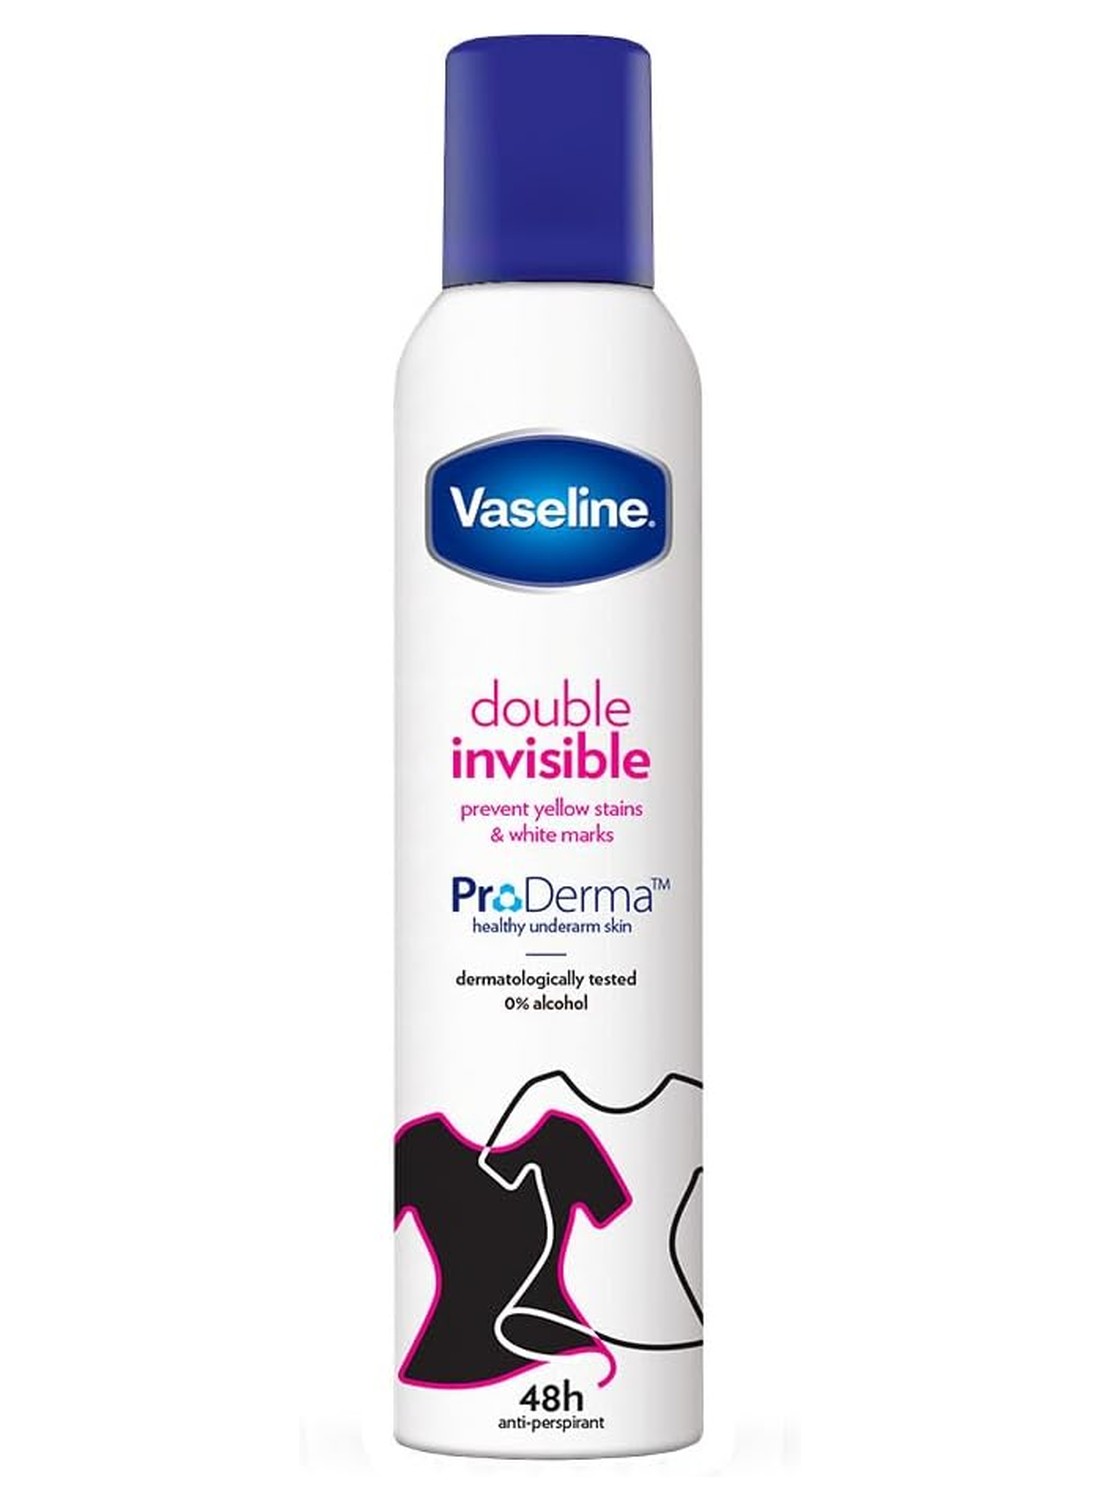 Vaseline.
double
invisible
prevent yellow stains
& white marks
ProDerma™
healthy underarm skin
dermatologically tested
0% alcohol
48h
anti-perspirant